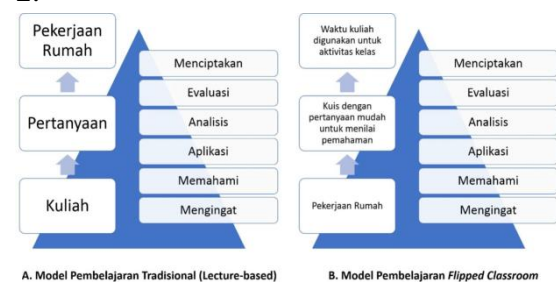 2.
Pekerjaan
Rumah
Pertanyaan
Kuliah
Menciptakan
Evaluasi
Analisis
Aplikasi
Memahami
Mengingat
A. Model Pembelajaran Tradisional (Lecture-based)
Waktu kuliah
digunakan untuk
aktivitas kelas
Kuis dengan
pertanyaan mudah
untuk menilai
pemahaman
Pekerjaan Rumah
Menciptakan
Evaluasi
Analisis
Aplikasi
Memahami
Mengingat
B. Model Pembelajaran Flipped Classroom